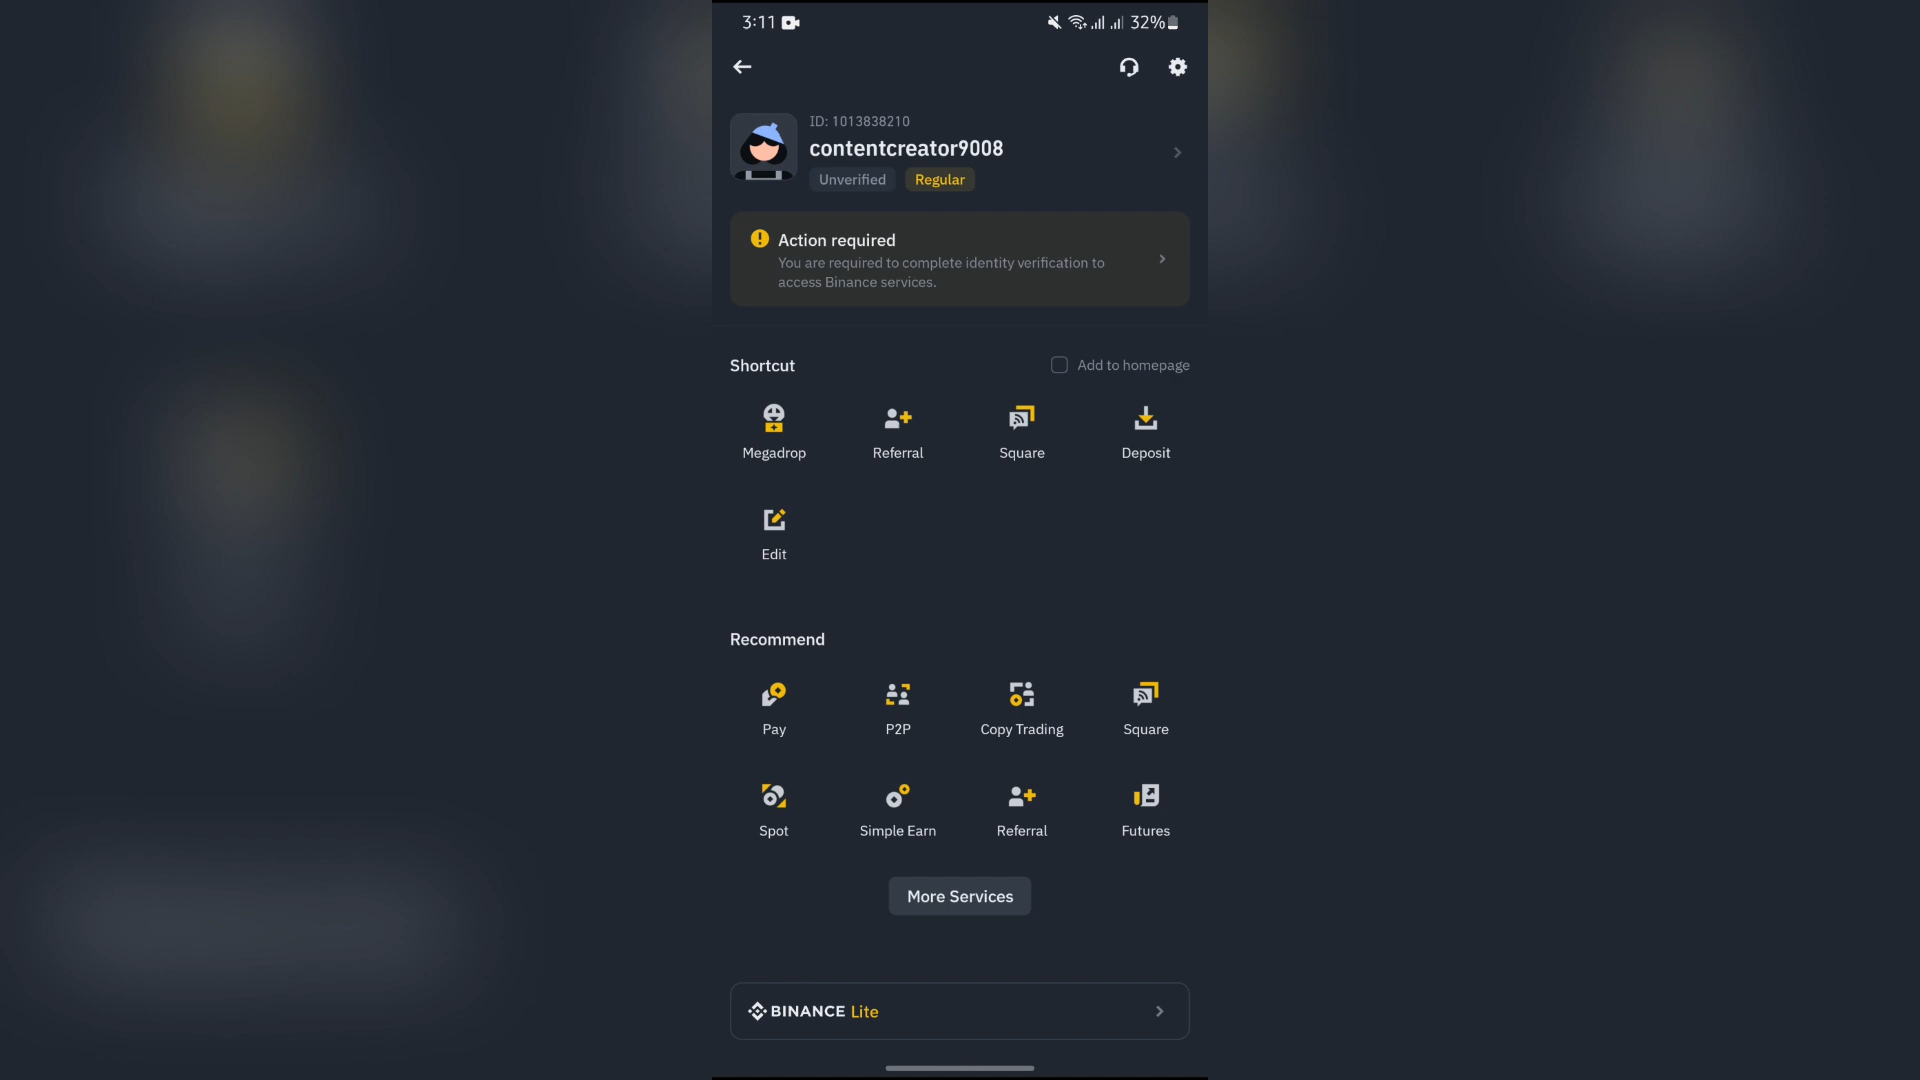 3:11
32%
ID: 1013838210
contentcreator9008
Unverified Regular
Action required
You are required to complete identity verification to
access Binance services.
Shortcut Add to homepage
Megadrop Referral Square Deposit
Edit
Recommend
Pay P2P Copy Trading Square
Spot Simple Earn Referral Futures
More Services
BINANCE Lite